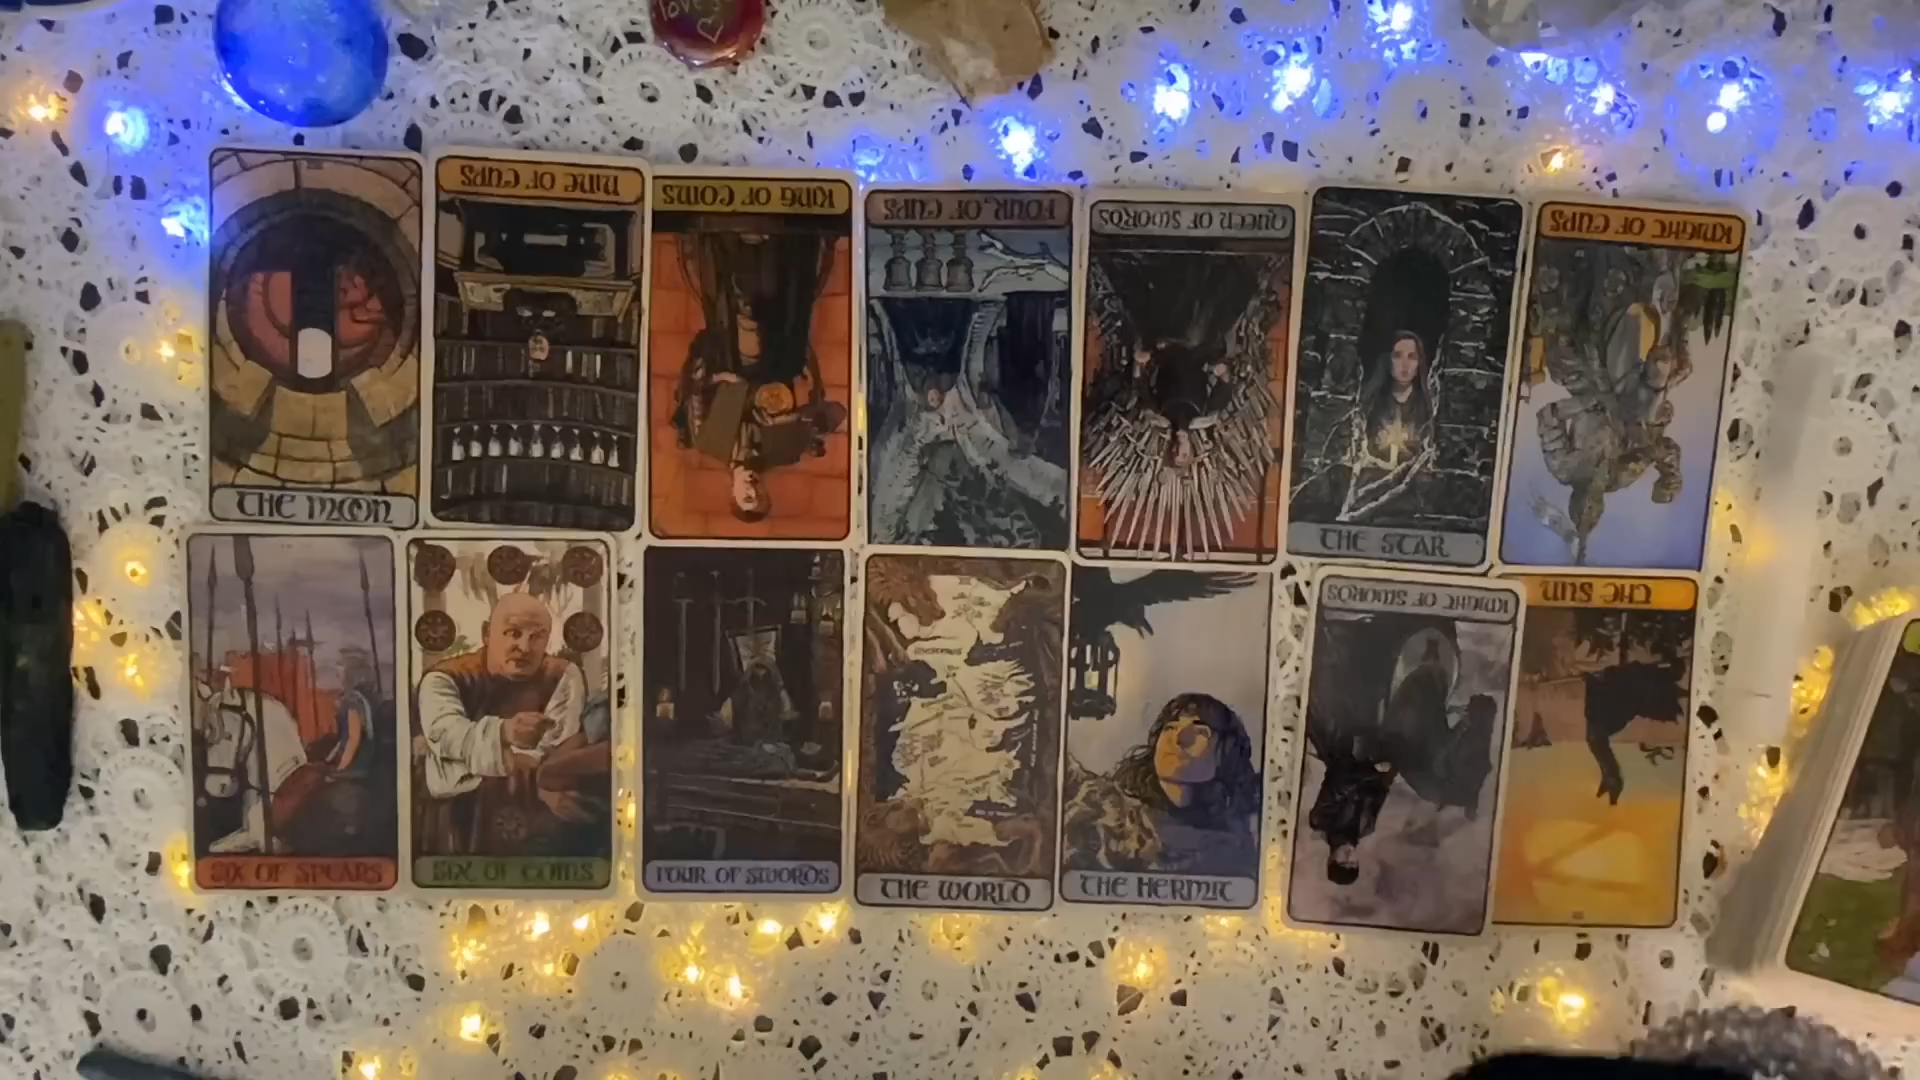 love
THE MOON
NINE OF CUPS
KING OF COINS
FOUR OF CUPS
QUEEN OF SWORDS
THE STAR
KNIGHT OF CUPS
SIX OF SPEARS
SIX OF COINS
FOUR OF SWORDS
THE WORLD
THE HERMIT
KNIGHT OF SWORDS
THE SUN